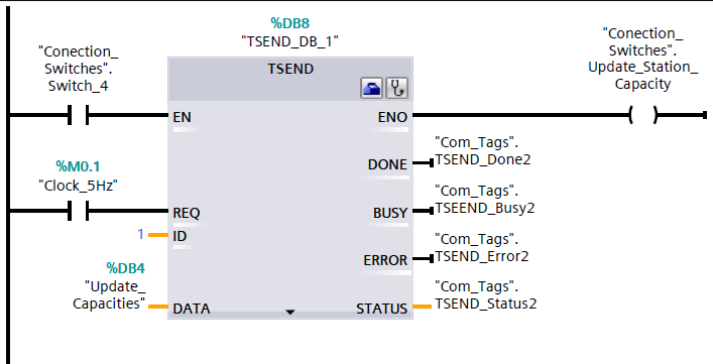 %DB8
"TSEND_DB_1"
"Conection_
Switches".
Switch_4
TSEND
"Conection_
Switches".
Update_Station_
Capacity
EN
ENO
%M0.1
"Clock_5Hz"
REQ
DONE
"Com_Tags".
TSEND_Done2
1
ID
BUSY
"Com_Tags".
TSEEND_Busy2
ERROR
"Com_Tags".
TSEND_Error2
%DB4
"Update_
Capacities"
DATA
STATUS
"Com_Tags".
TSEND_Status2